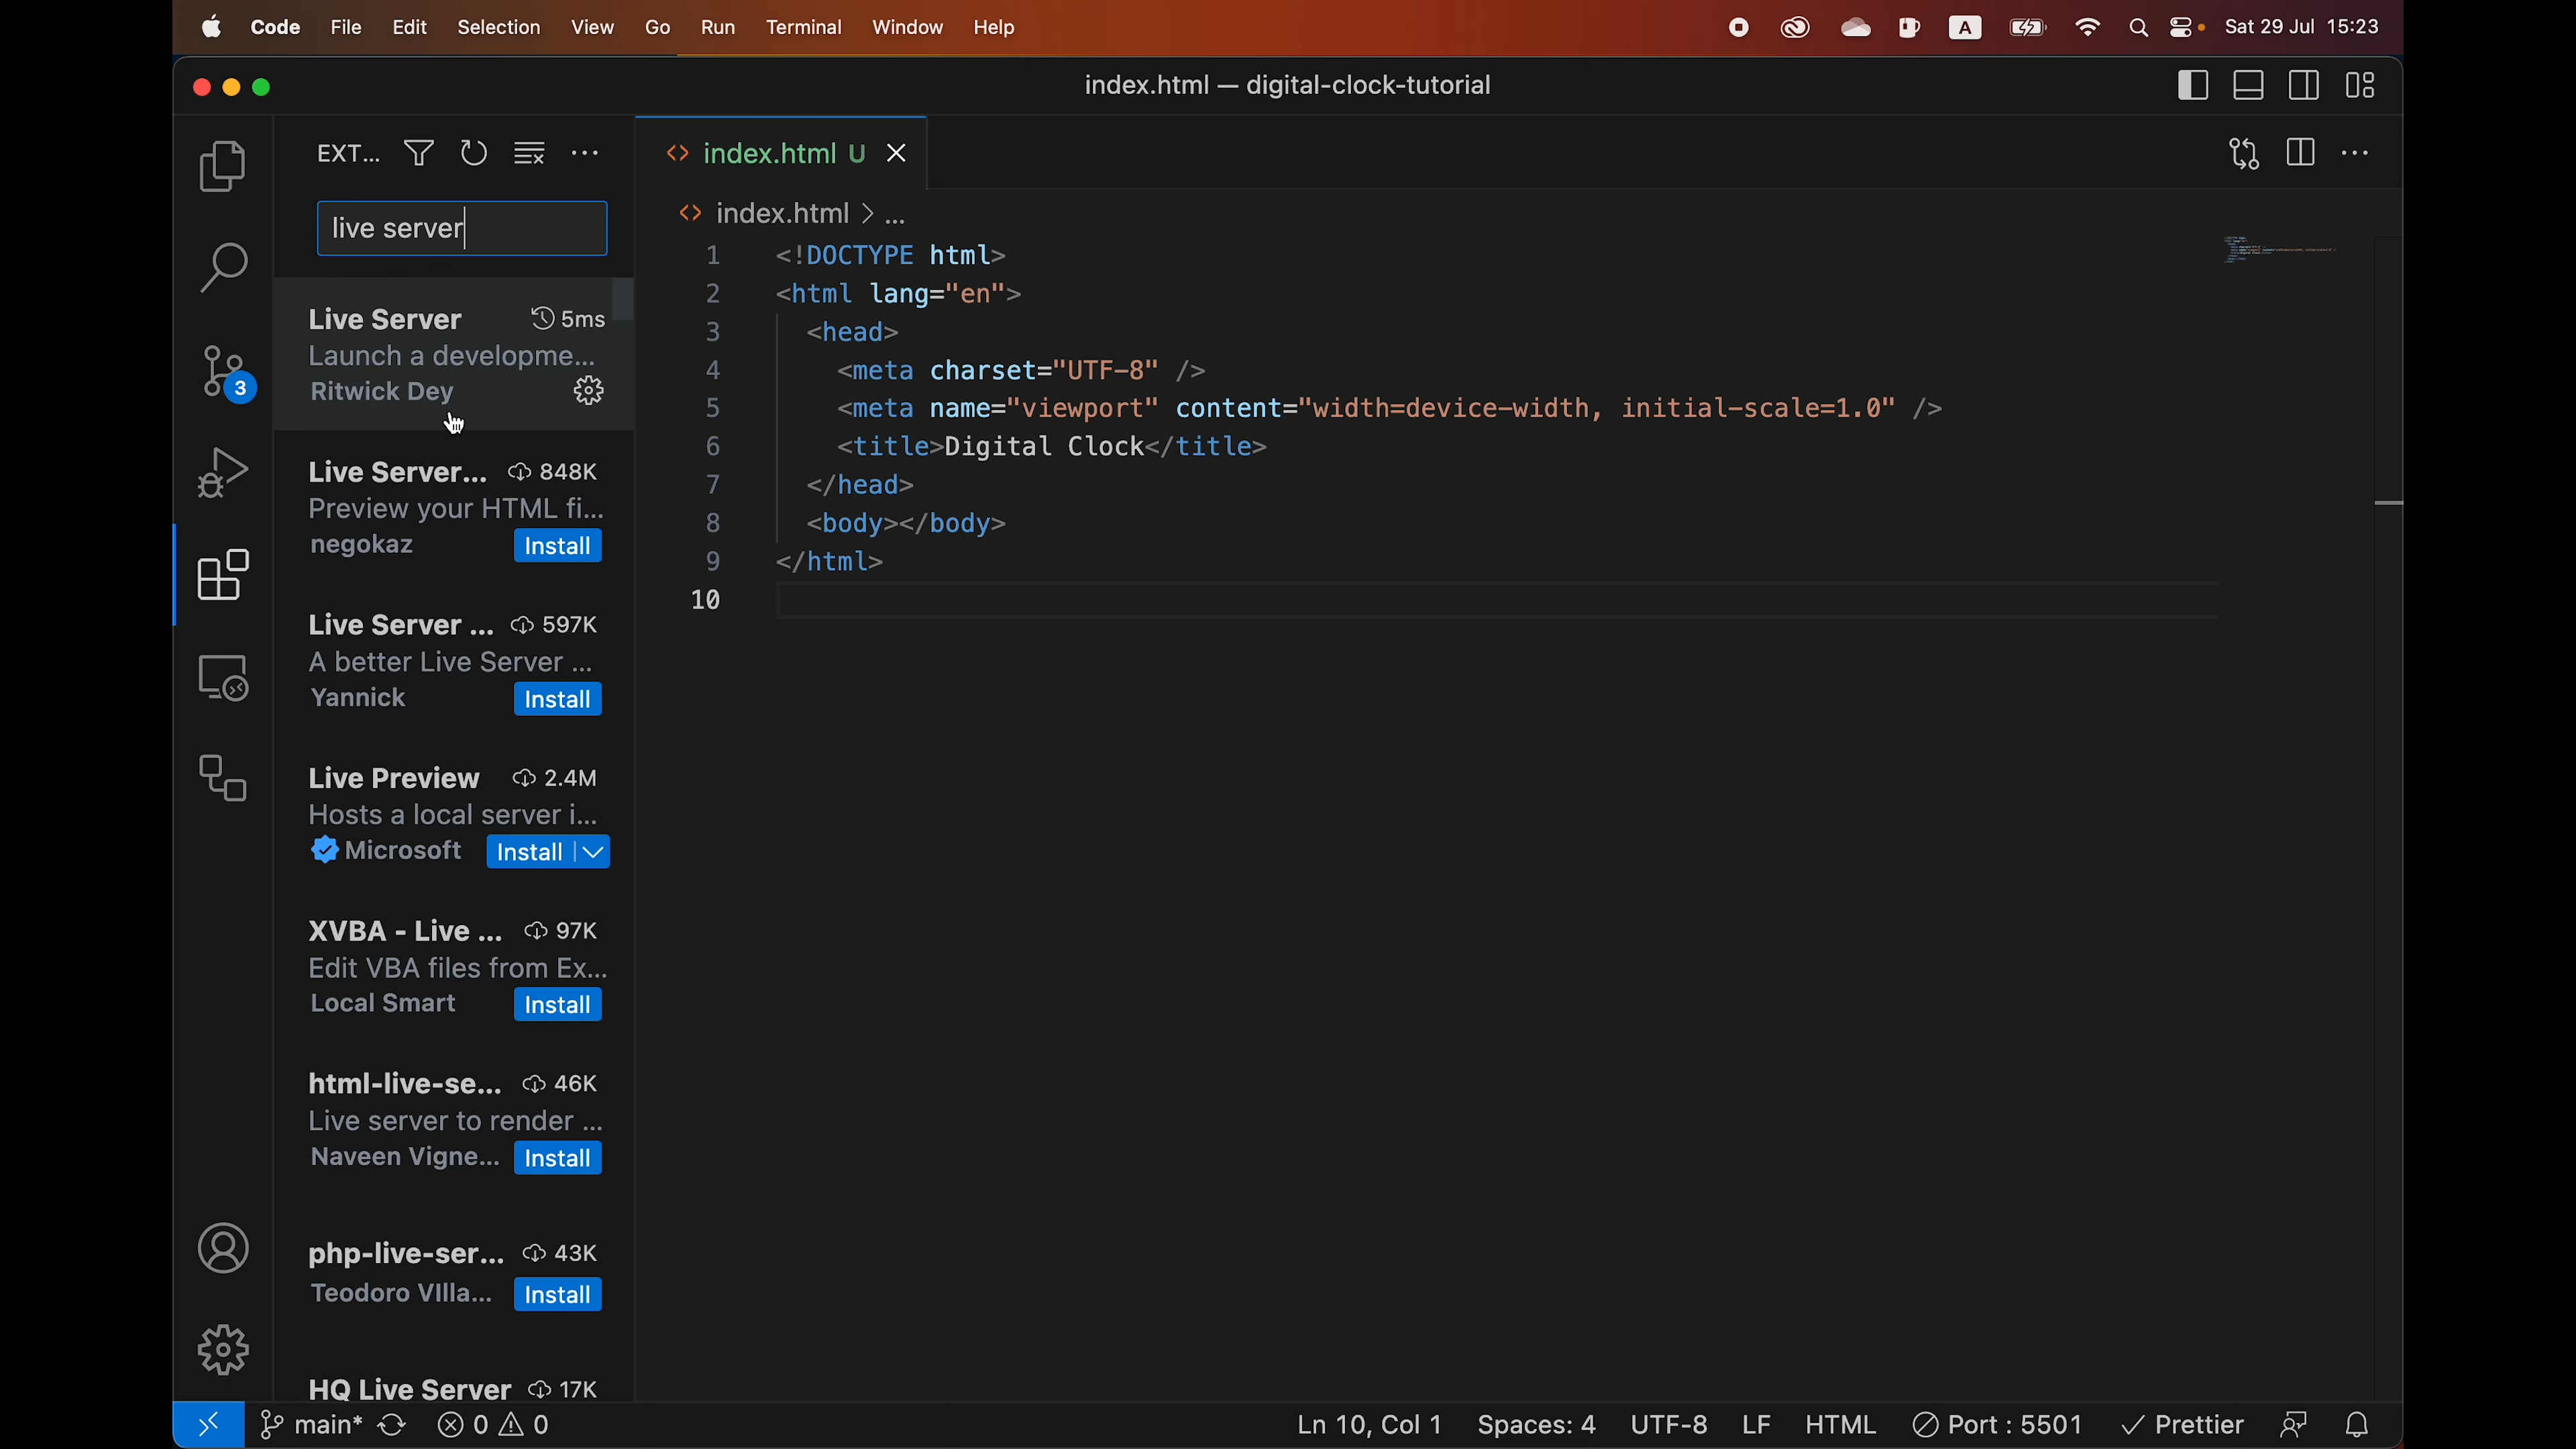 Code File Edit Selection View Go Run Terminal Window Help A Sat 29 Jul 15:23
index.html — digital-clock-tutorial
EXT...
live server
Live Server 5ms
Launch a developme...
Ritwick Dey
Live Server... 848K
Preview your HTML fi...
negokaz Install
Live Server ... 597K
A better Live Server ...
Yannick Install
Live Preview 2.4M
Hosts a local server i...
Microsoft Install
XVBA - Live ... 97K
Edit VBA files from Ex...
Local Smart Install
html-live-se... 46K
Live server to render ...
Naveen Vigne... Install
php-live-ser... 43K
Teodoro VIlla... Install
HQ Live Server 17K
3
index.html U
index.html > ...
1 <!DOCTYPE html>
2 <html lang="en">
3 <head>
4 <meta charset="UTF-8" />
5 <meta name="viewport" content="width=device-width, initial-scale=1.0" />
6 <title>Digital Clock</title>
7 </head>
8 <body></body>
9 </html>
10
main* 0 0 Ln 10, Col 1 Spaces: 4 UTF-8 LF HTML Port : 5501 Prettier